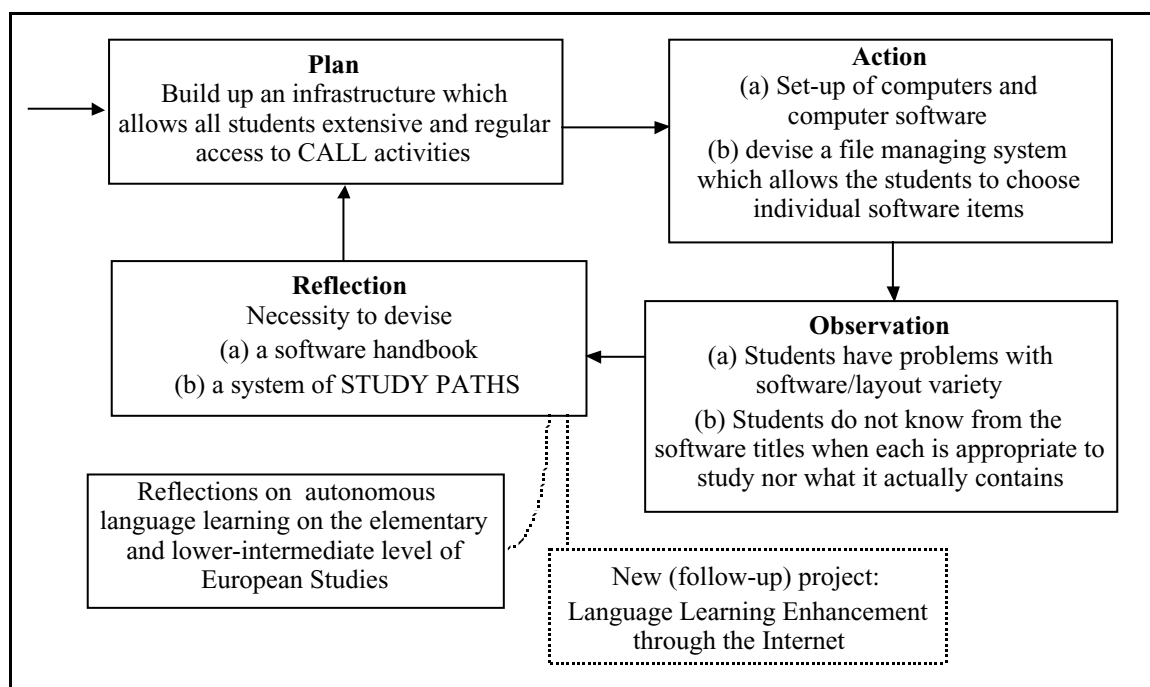 Plan
Build up an infrastructure which
allows all students extensive and regular
access to CALL activities
Action
(a) Set-up of computers and
computer software
(b) devise a file managing system
which allows the students to choose
individual software items
Observation
(a) Students have problems with
software/layout variety
(b) Students do not know from the
software titles when each is appropriate to
study nor what it actually contains
Reflection
Necessity to devise
(a) a software handbook
(b) a system of STUDY PATHS
Reflections on autonomous
language learning on the elementary
and lower-intermediate level of
European Studies
New (follow-up) project:
Language Learning Enhancement
through the Internet